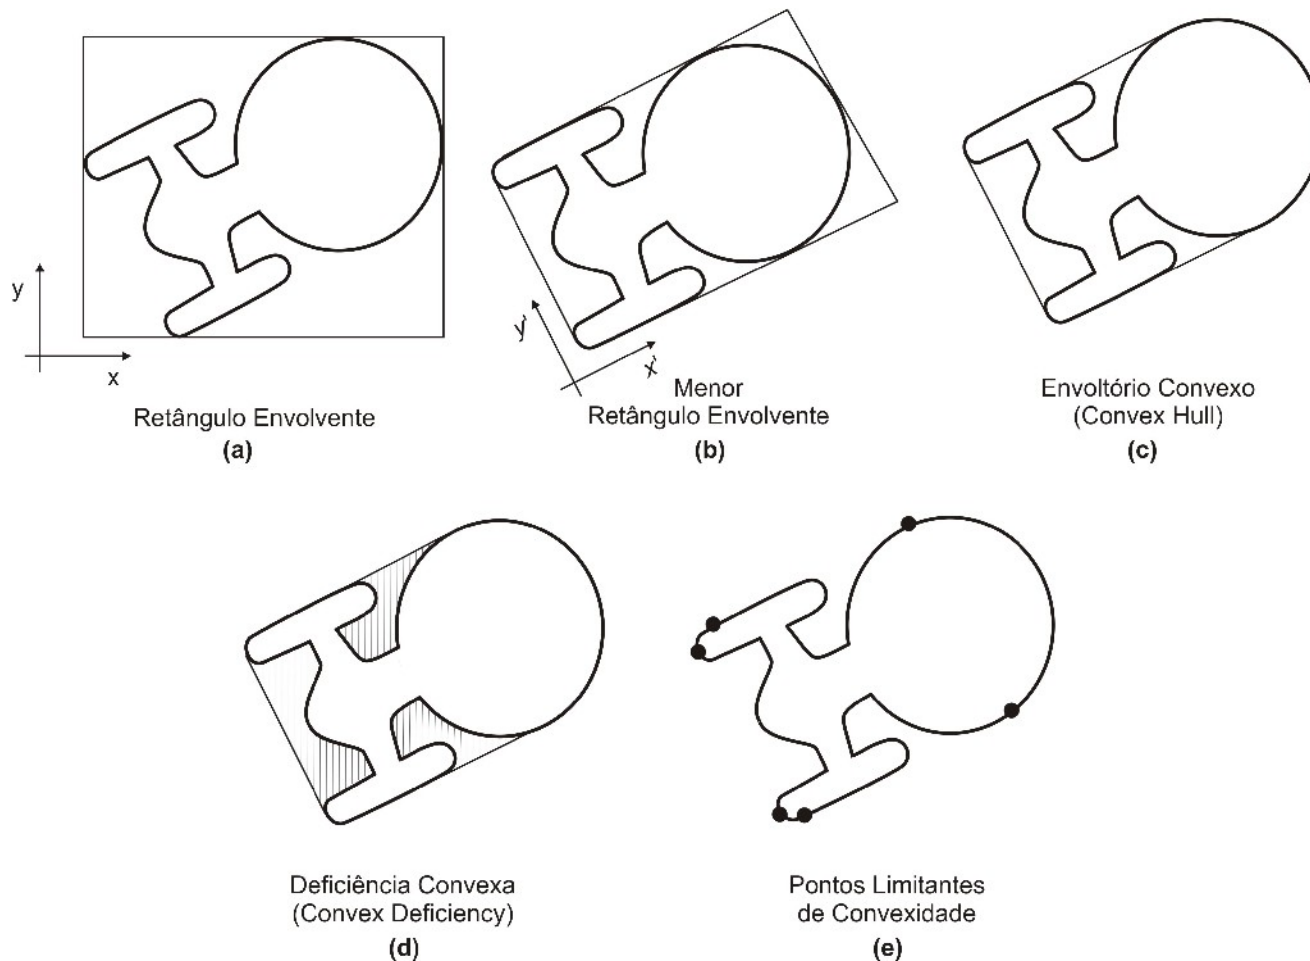 y
x
Retângulo Envolvente
(a)
y'
x'
Menor
Retângulo Envolvente
(b)
Envoltório Convexo
(Convex Hull)
(c)
Deficiência Convexa
(Convex Deficiency)
(d)
Pontos Limitantes
de Convexidade
(e)